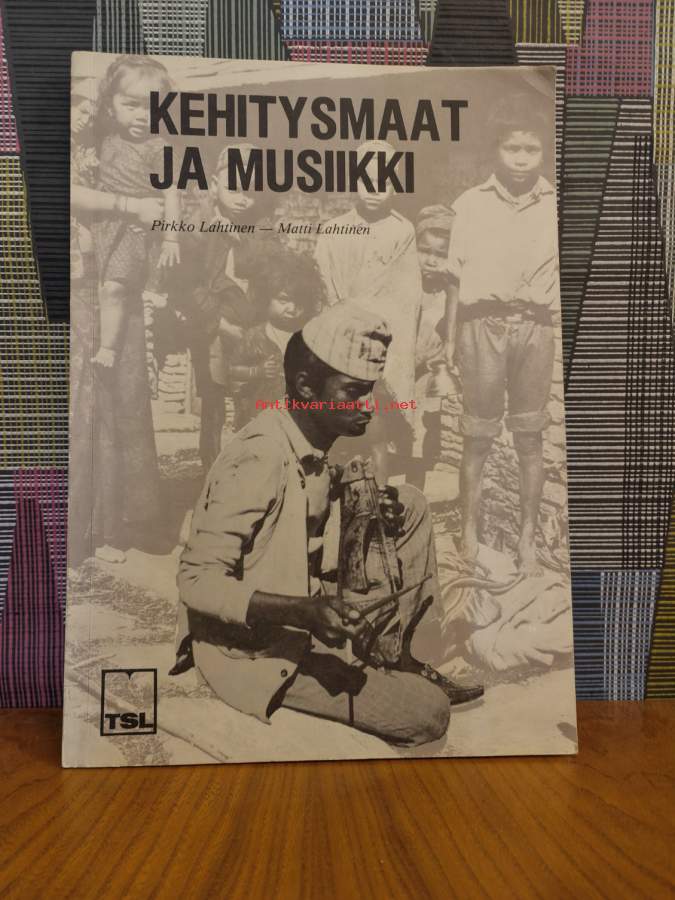 KEHITYSMAAT
JA MUSIIKKI
Pirkko Lahtinen — Matti Lahtinen
Antikvariaatti.net
TSL